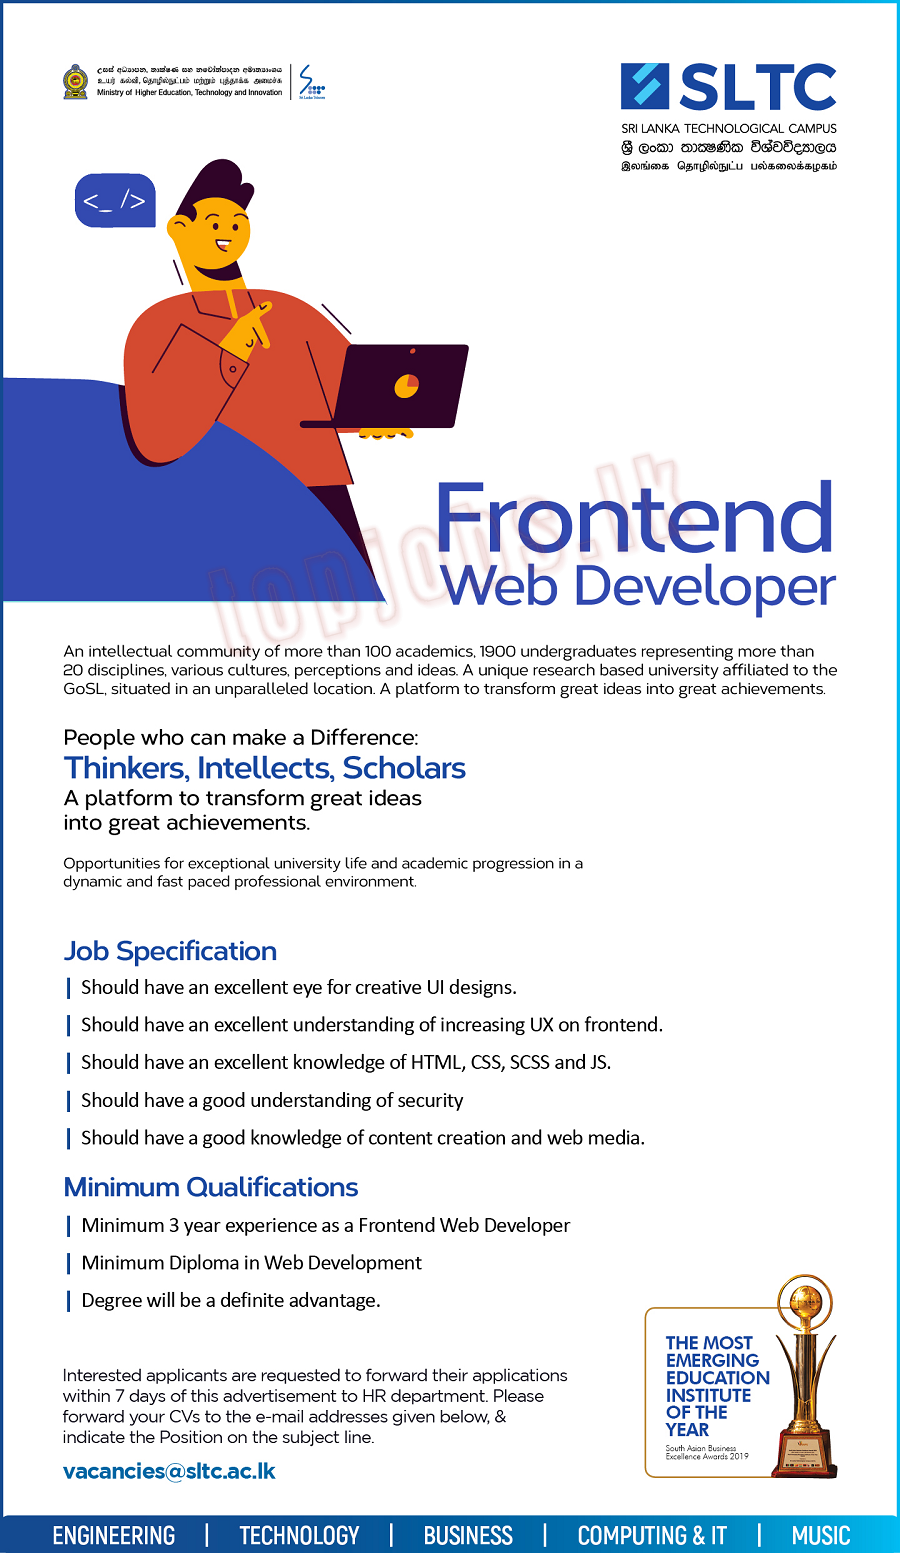 උසස් අධ්‍යාපන, තාක්ෂණ සහ නවෝත්පාදන අමාත්‍යාංශය
உயர் கல்வி, தொழில்நுட்பம் மற்றும் புத்தாக்க அமைச்சு
Ministry of Higher Education, Technology and Innovation
Sri Lanka Telecom
SLTC
SRI LANKA TECHNOLOGICAL CAMPUS
ශ්‍රී ලංකා තාක්ෂණික විශ්වවිද්‍යාලය
இலங்கை தொழில்நுட்ப பல்கலைக்கழகம்
<_ />
topjobs.lk
Frontend
Web Developer
An intellectual community of more than 100 academics, 1900 undergraduates representing more than
20 disciplines, various cultures, perceptions and ideas. A unique research based university affiliated to the
GoSL, situated in an unparalleled location. A platform to transform great ideas into great achievements.
People who can make a Difference:
Thinkers, Intellects, Scholars
A platform to transform great ideas
into great achievements.
Opportunities for exceptional university life and academic progression in a
dynamic and fast paced professional environment.
Job Specification
Should have an excellent eye for creative UI designs.
Should have an excellent understanding of increasing UX on frontend.
Should have an excellent knowledge of HTML, CSS, SCSS and JS.
Should have a good understanding of security
Should have a good knowledge of content creation and web media.
Minimum Qualifications
Minimum 3 year experience as a Frontend Web Developer
Minimum Diploma in Web Development
Degree will be a definite advantage.
Interested applicants are requested to forward their applications
within 7 days of this advertisement to HR department. Please
forward your CVs to the e-mail addresses given below, &
indicate the Position on the subject line.
vacancies@sltc.ac.lk
THE MOST
EMERGING
EDUCATION
INSTITUTE
OF THE
YEAR
South Asian Business
Excellence Awards 2019
ENGINEERING | TECHNOLOGY | BUSINESS | COMPUTING & IT | MUSIC